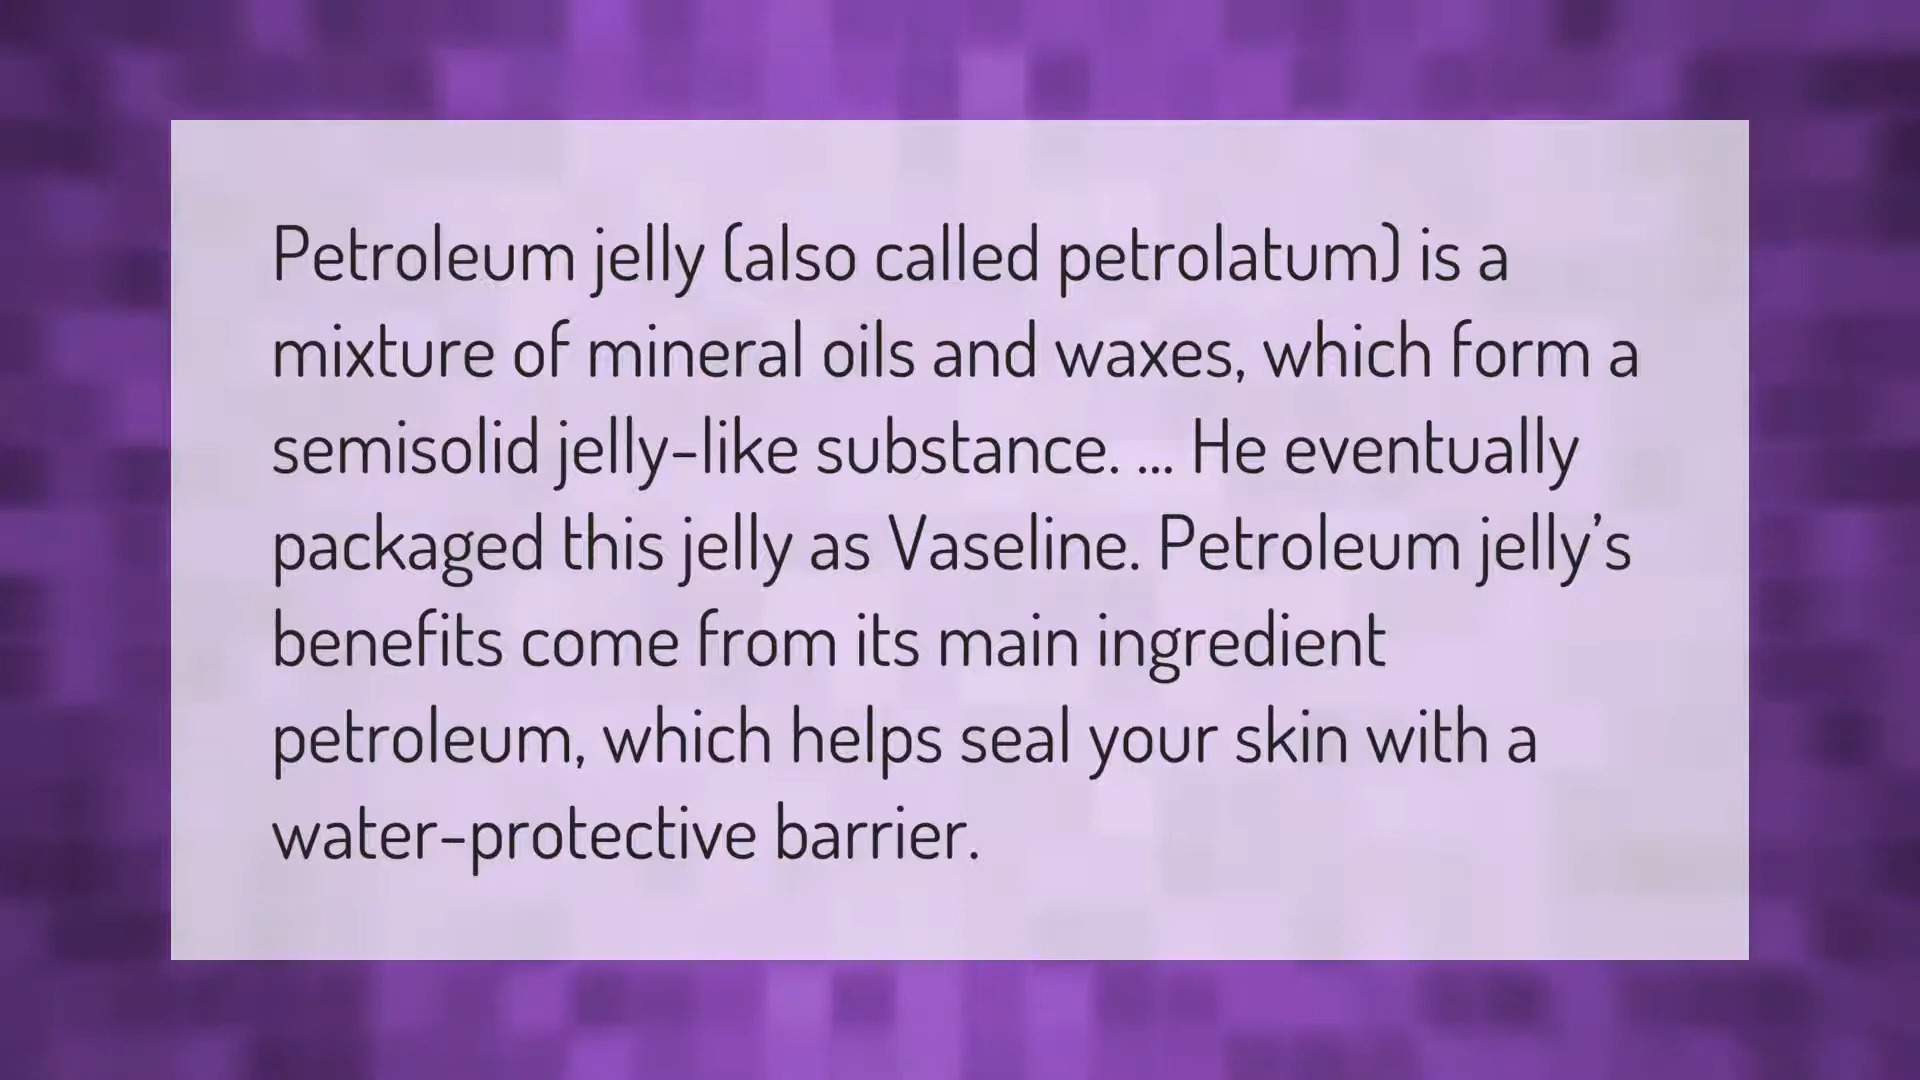 Petroleum jelly (also called petrolatum) is a
mixture of mineral oils and waxes, which form a
semisolid jelly-like substance. ... He eventually
packaged this jelly as Vaseline. Petroleum jelly’s
benefits come from its main ingredient
petroleum, which helps seal your skin with a
water-protective barrier.